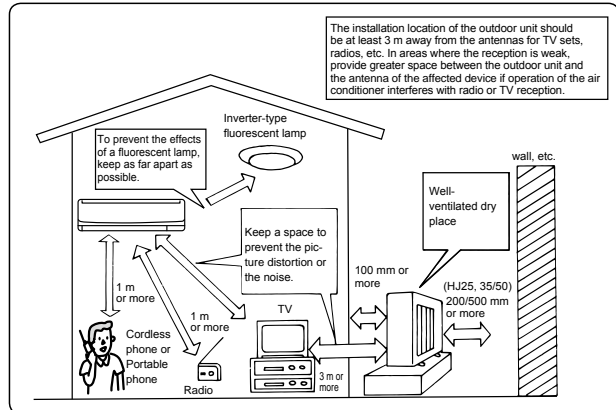 The installation location of the outdoor unit should
be at least 3 m away from the antennas for TV sets,
radios, etc. In areas where the reception is weak,
provide greater space between the outdoor unit and
the antenna of the affected device if operation of the air
conditioner interferes with radio or TV reception.
Inverter-type
fluorescent lamp
To prevent the effects
of a fluorescent lamp,
keep as far apart as
possible.
wall, etc.
Well-
ventilated dry
place
Keep a space to
prevent the pic-
ture distortion or
the noise.
100 mm or
more
(HJ25, 35/50)
200/500 mm
or more
1 m
or more
1 m
or more
TV
Cordless
phone or
Portable
phone
Radio
3 m or
more